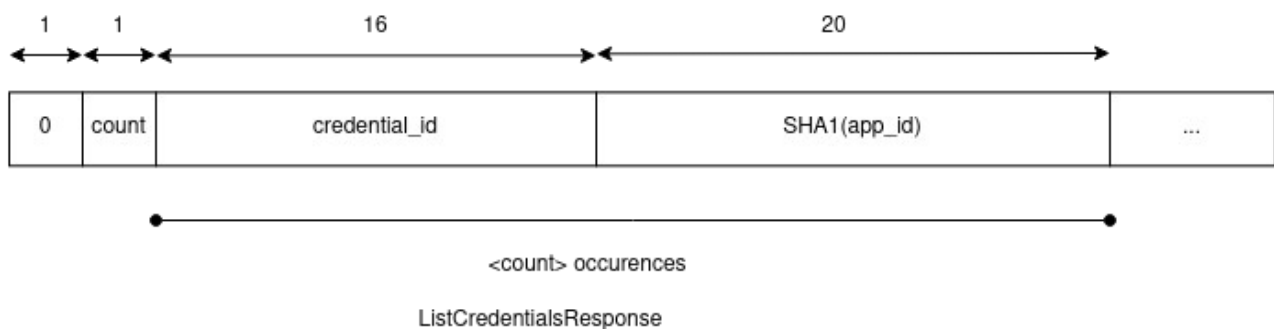 1 1 16 20
0 count credential_id SHA1(app_id) ...
<count> occurences
ListCredentialsResponse